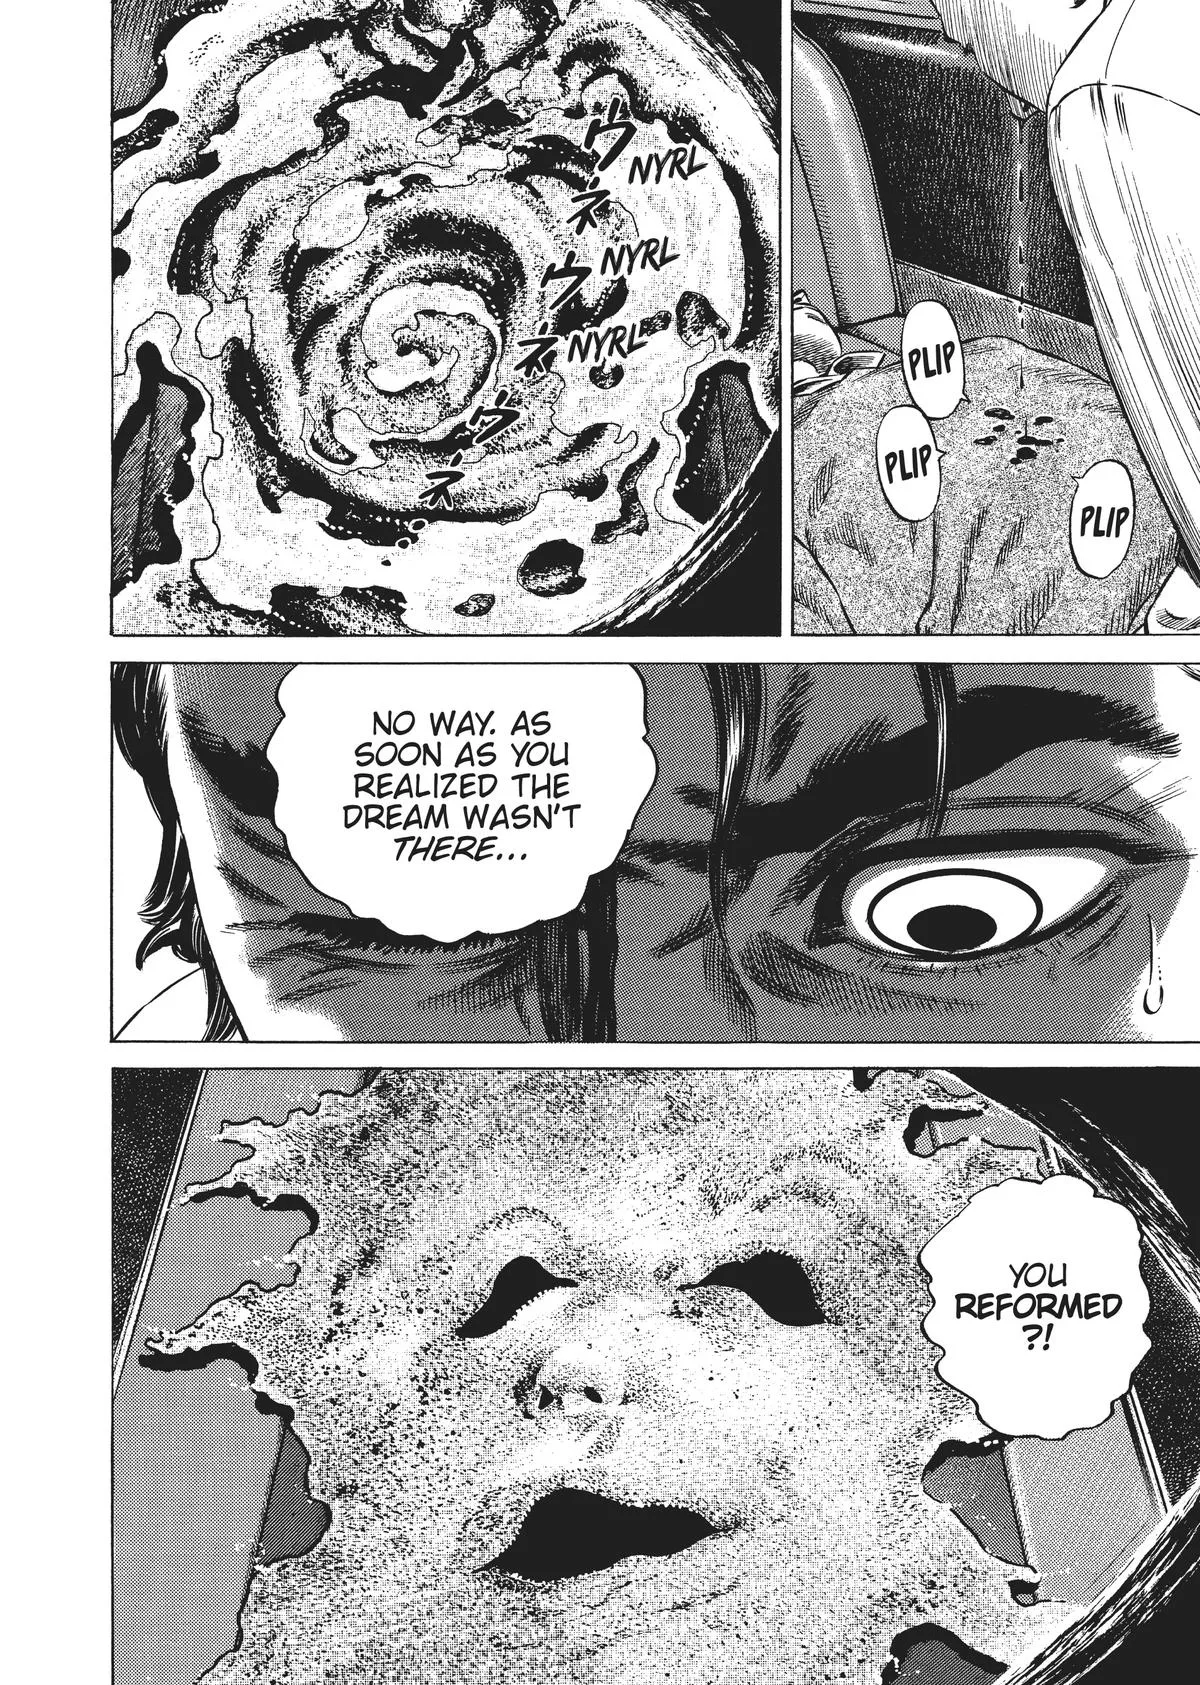 PLIP
PLIP
PLIP
ウ
ネ
ウ
ネ
ウ
ネ
NYRL
NYRL
NYRL
NO WAY. AS
SOON AS YOU
REALIZED THE
DREAM WASN'T
THERE...
YOU
REFORMED
?!